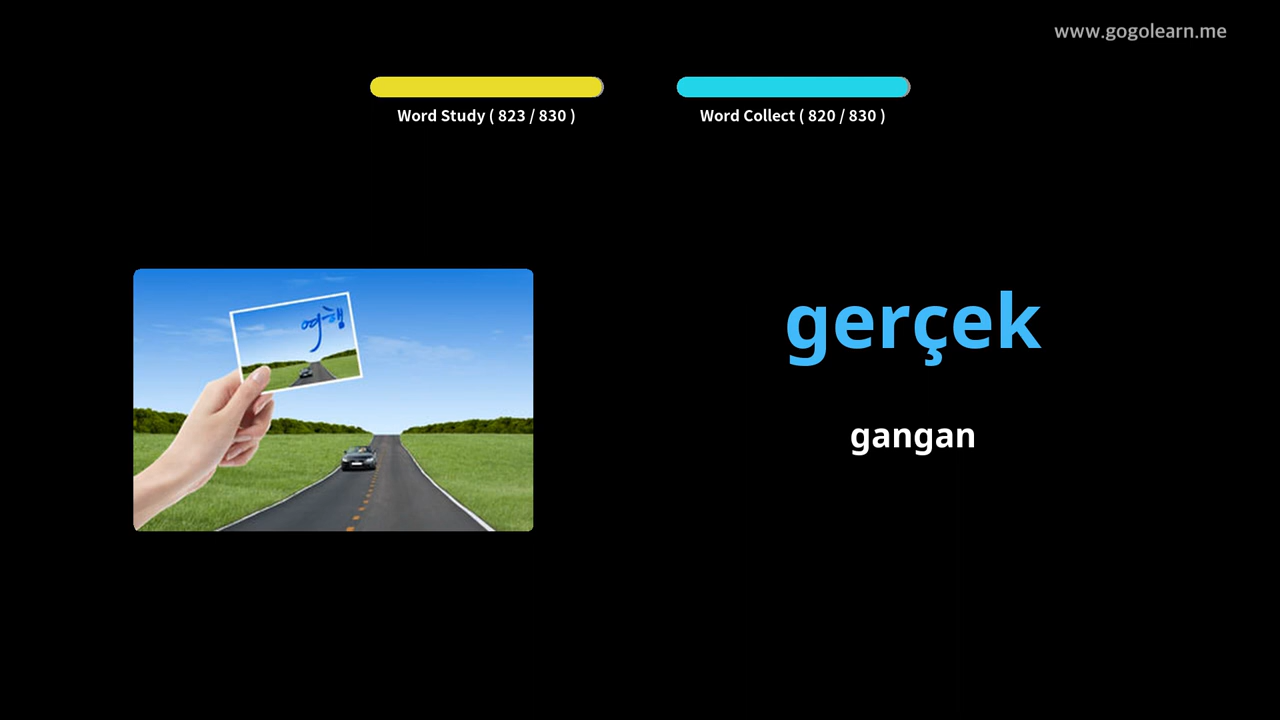 www.gogolearn.me
Word Study ( 823 / 830 )
Word Collect ( 820 / 830 )
여행
gerçek
gangan